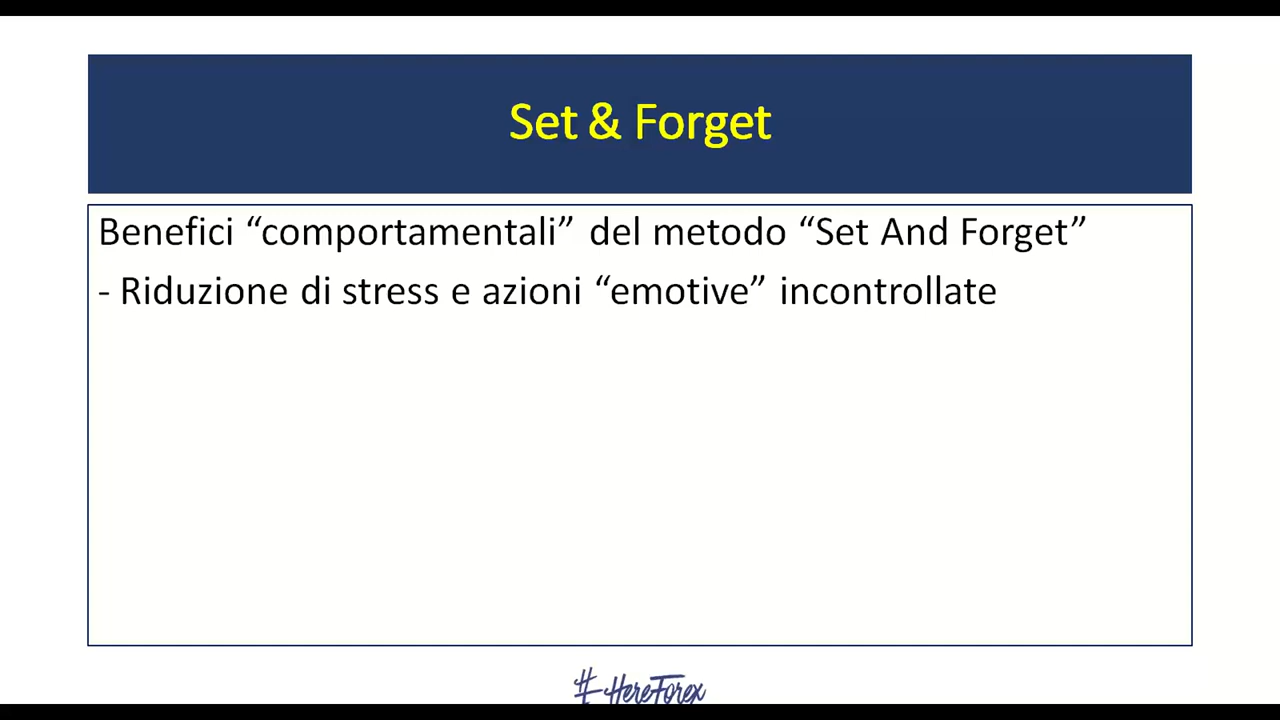 Set & Forget
Benefici “comportamentali” del metodo “Set And Forget”
- Riduzione di stress e azioni “emotive” incontrollate
#HereForex